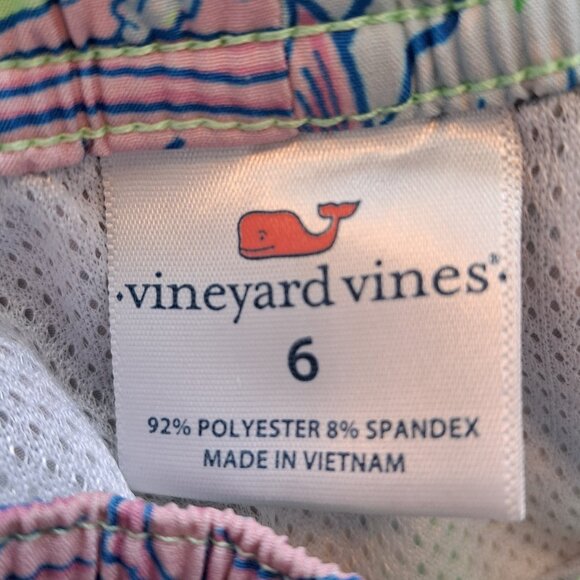 vineyard vines®
6
92% POLYESTER 8% SPANDEX
MADE IN VIETNAM